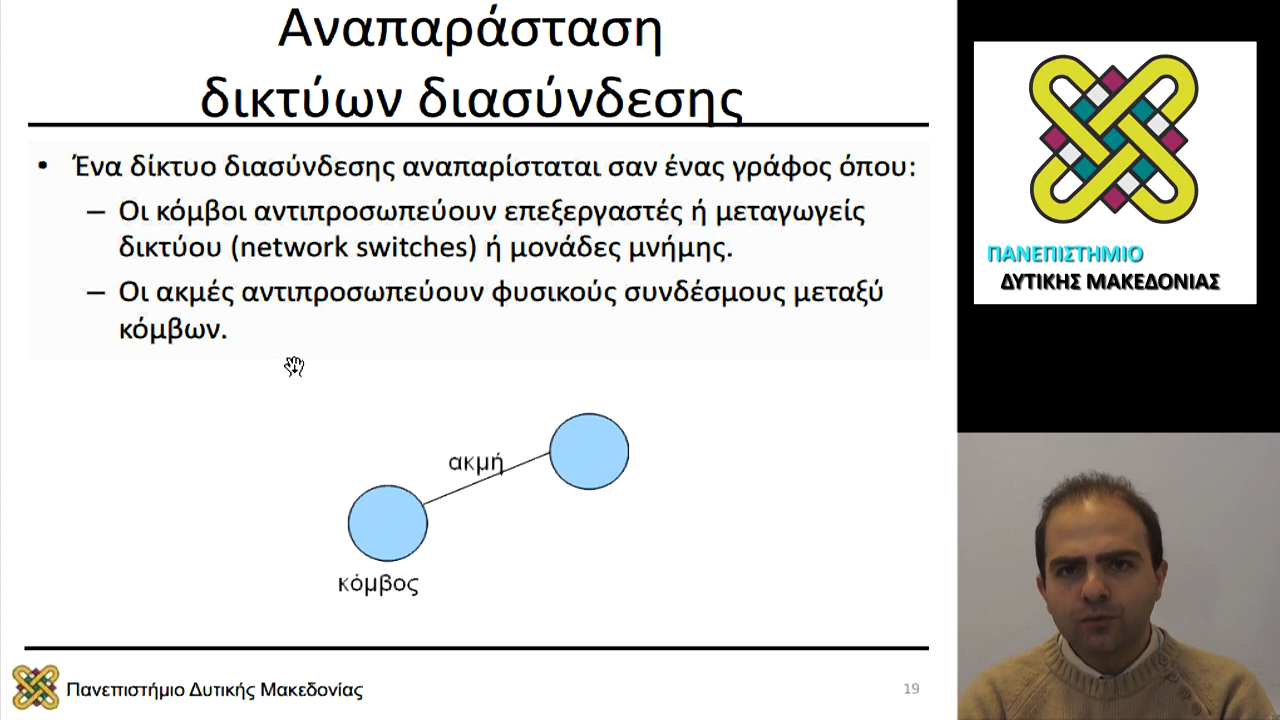 Αναπαράσταση
δικτύων διασύνδεσης
• Ένα δίκτυο διασύνδεσης αναπαρίσταται σαν ένας γράφος όπου:
– Οι κόμβοι αντιπροσωπεύουν επεξεργαστές ή μεταγωγείς
δικτύου (network switches) ή μονάδες μνήμης.
– Οι ακμές αντιπροσωπεύουν φυσικούς συνδέσμους μεταξύ
κόμβων.
ακμή
κόμβος
Πανεπιστήμιο Δυτικής Μακεδονίας
19
ΠΑΝΕΠΙΣΤΗΜΙΟ
ΔΥΤΙΚΗΣ ΜΑΚΕΔΟΝΙΑΣ